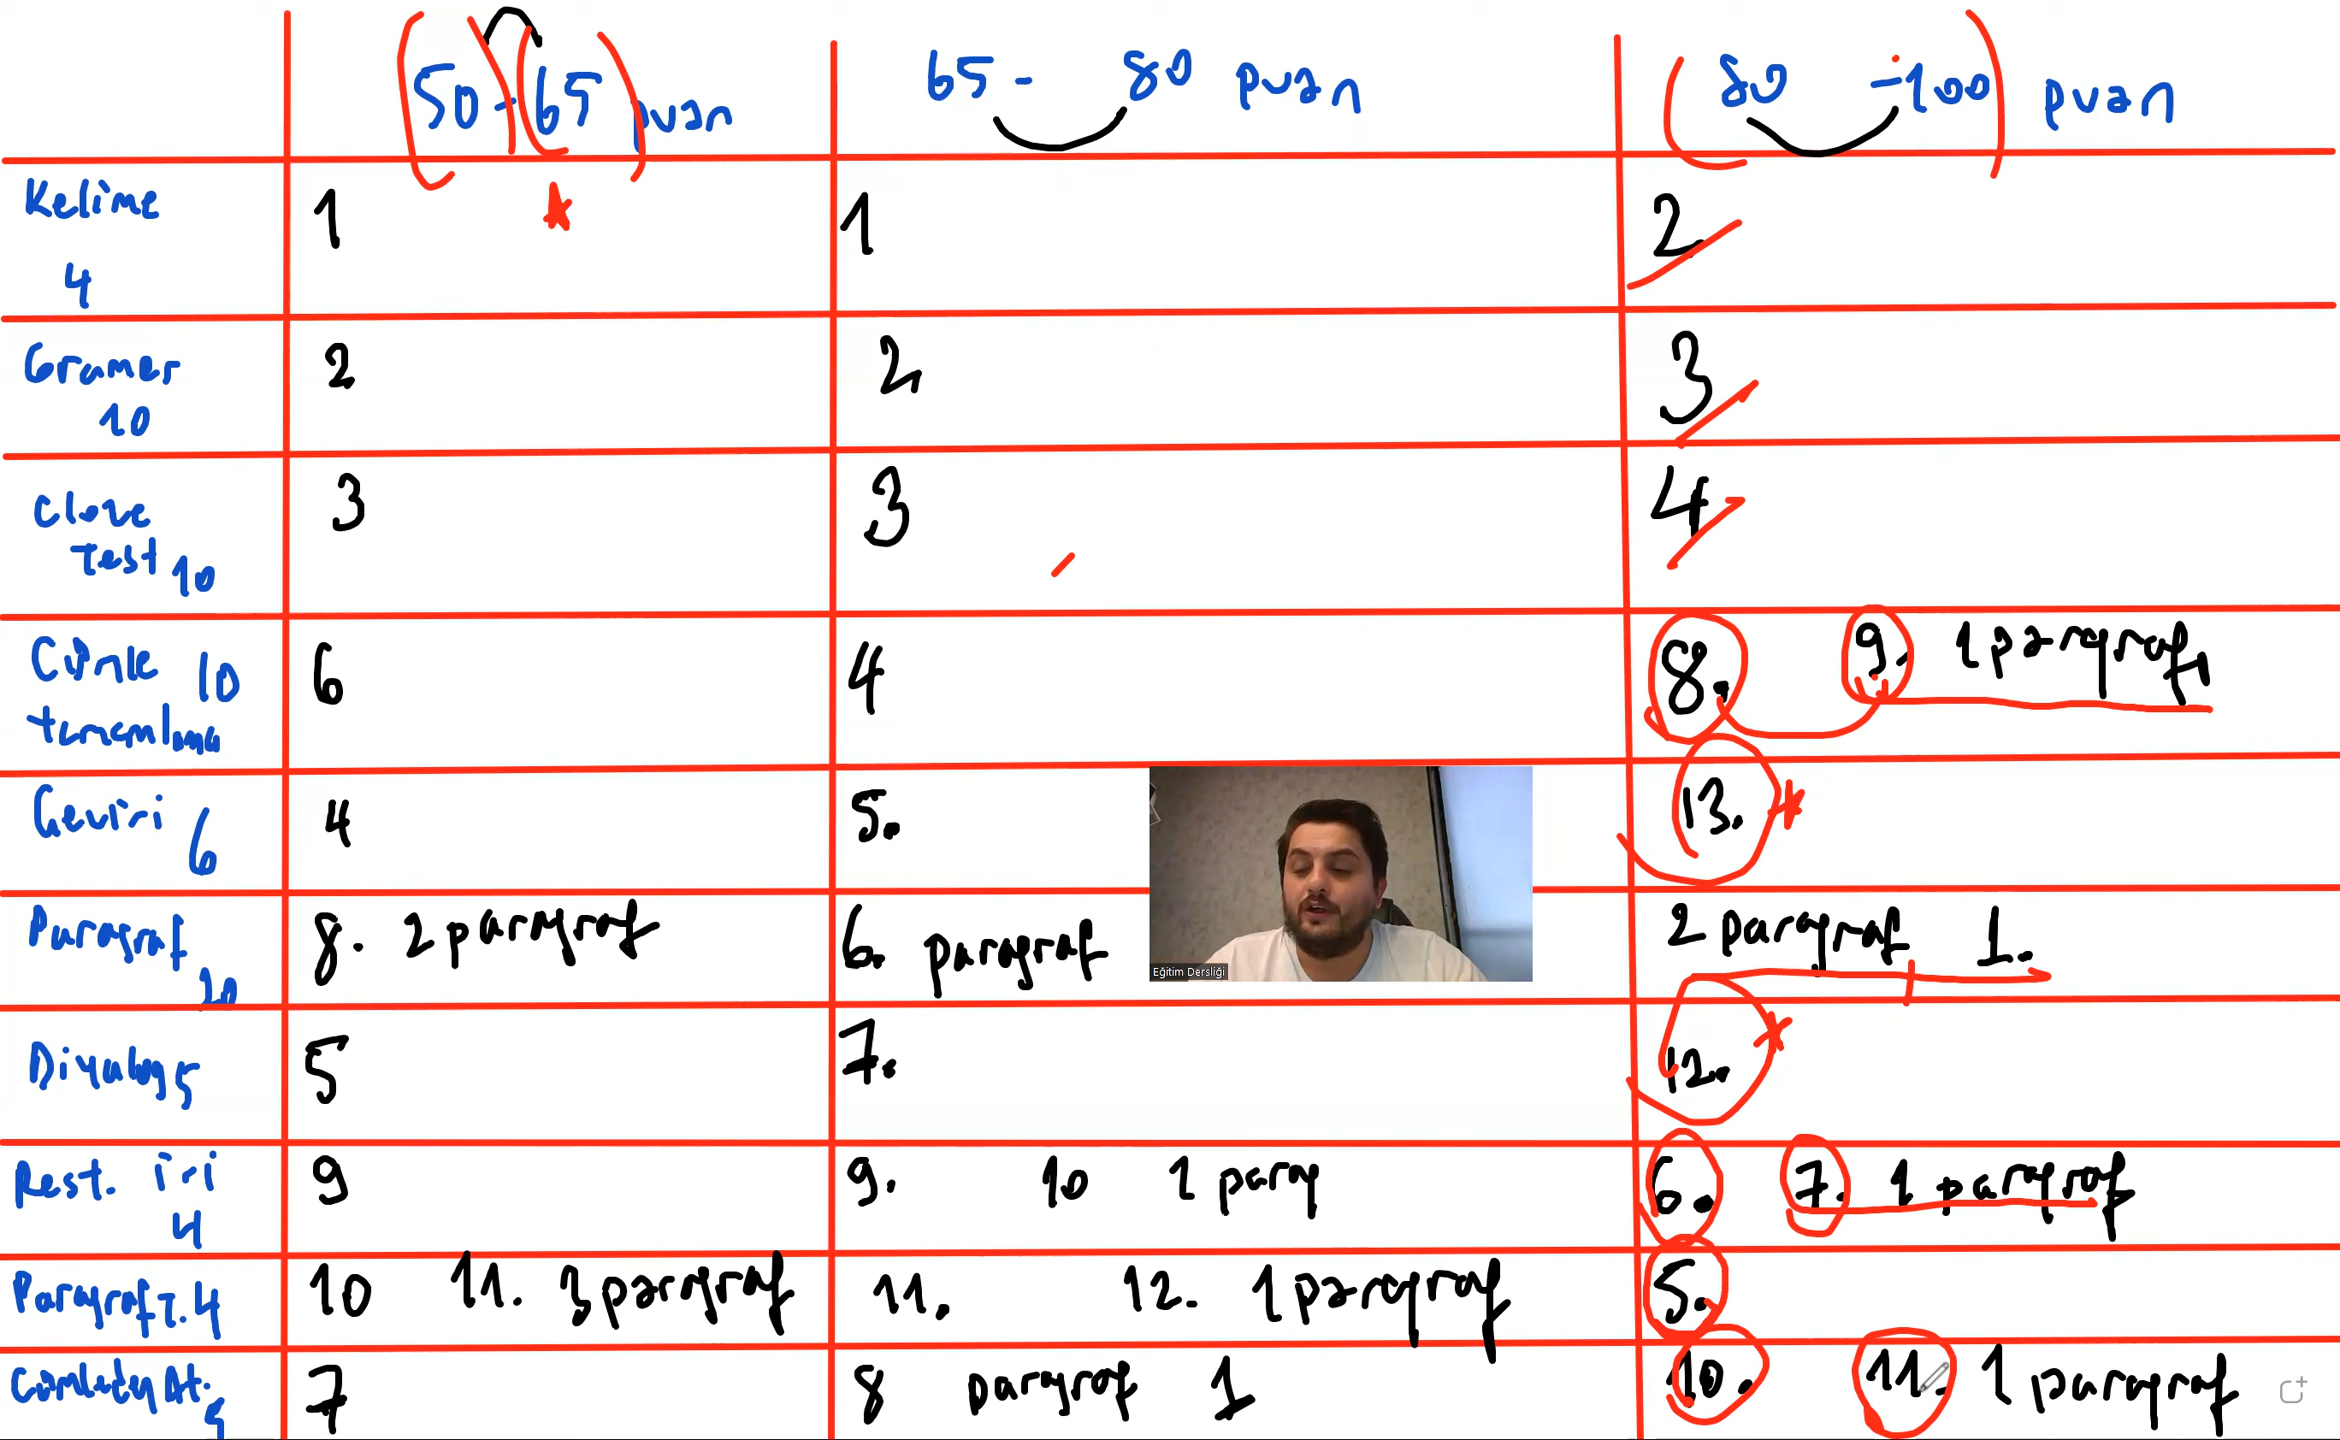 50-65 puan
65- 80 puan
80 -100 puan
Kelime
4
1
1
2
Gramer
10
2
2
3
Cloze
Test 10
3
3
4
Cümle 10
6
4
8. 9. 1 paragraf
Çeviri 6
4
5.
13.
Paragraf
20
8. 2 paragraf
6. paragraf
2 paragraf 1.
Eğitim Dersliği
Diyalog 5
5
7.
12.
Rest. iri
4
9
9. 10 1 parag
6. 7. 1 paragraf
Paragraf T. 4
10 11. 3 paragraf
11. 12. 1 paragraf
5.
At.
5
7
8 paragraf 1
10. 11. 1 paragraf